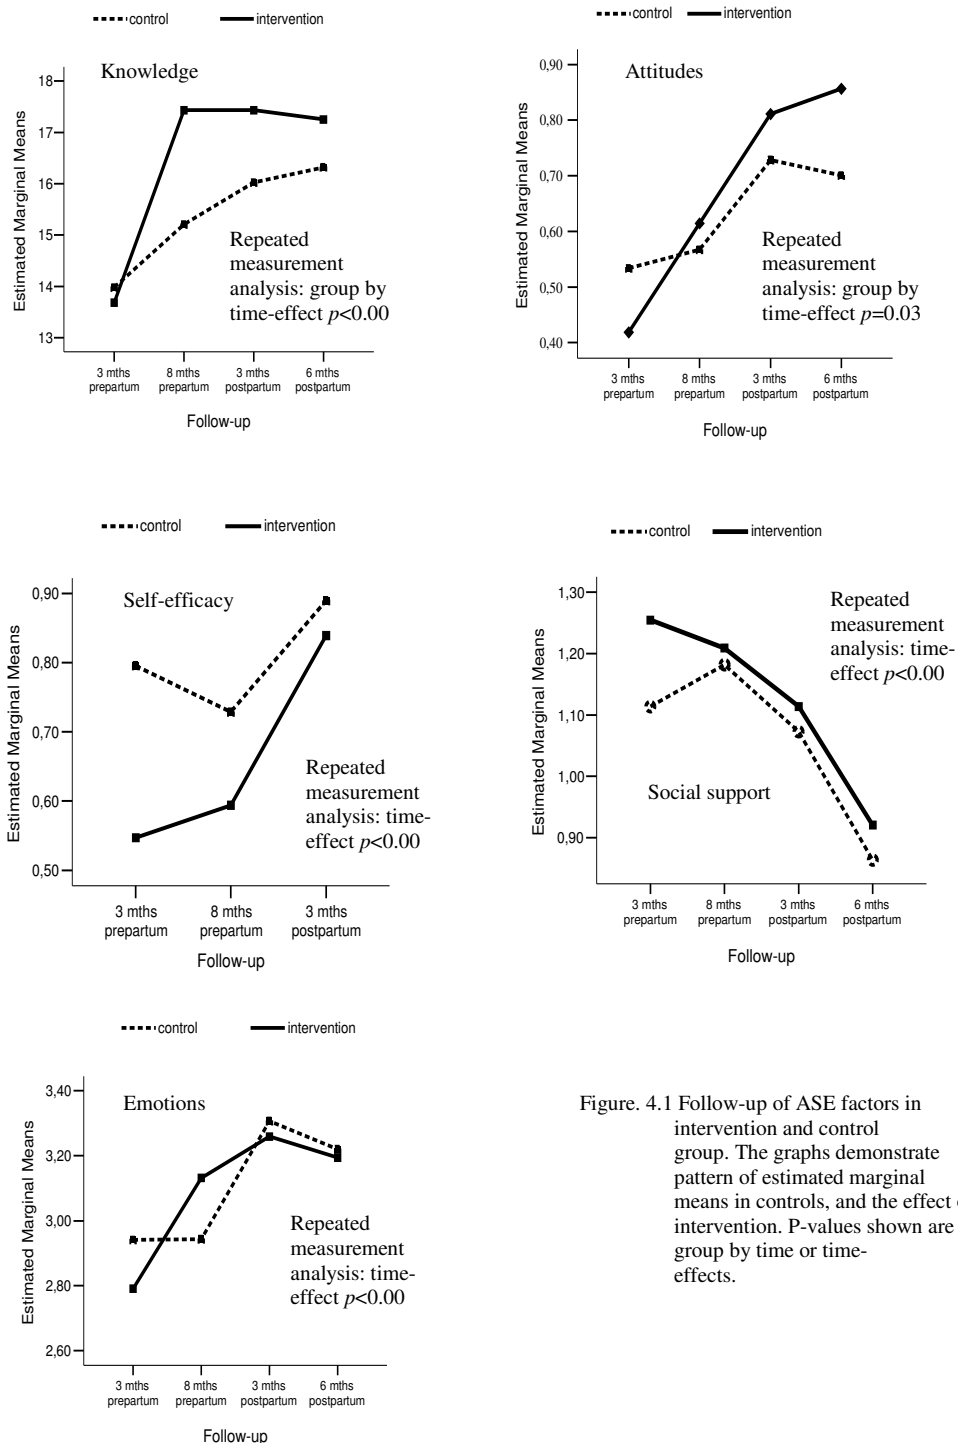 control intervention
Knowledge
Estimated Marginal Means
18
17
16
15
14
13
Repeated
measurement
analysis: group by
time-effect p<0.00
3 mths 8 mths 3 mths 6 mths
prepartum prepartum postpartum postpartum
Follow-up
control intervention
Attitudes
Estimated Marginal Means
0,90
0,80
0,70
0,60
0,50
0,40
Repeated
measurement
analysis: group by
time-effect p=0.03
3 mths 8 mths 3 mths 6 mths
prepartum prepartum postpartum postpartum
Follow-up
control intervention
Self-efficacy
Estimated Marginal Means
0,90
0,80
0,70
0,60
0,50
Repeated
measurement
analysis: time-
effect p<0.00
3 mths 8 mths 3 mths
prepartum prepartum postpartum
Follow-up
control intervention
Estimated Marginal Means
1,30
1,20
1,10
1,00
0,90
Repeated
measurement
analysis: time-
effect p<0.00
Social support
3 mths 8 mths 3 mths 6 mths
prepartum prepartum postpartum postpartum
Follow-up
control intervention
Emotions
Estimated Marginal Means
3,40
3,20
3,00
2,80
2,60
Repeated
measurement
analysis: time-
effect p<0.00
3 mths 8 mths 3 mths 6 mths
prepartum prepartum postpartum postpartum
Follow-up
Figure. 4.1 Follow-up of ASE factors in
intervention and control
group. The graphs demonstrate
pattern of estimated marginal
means in controls, and the effect
intervention. P-values shown are
group by time or time-
effects.